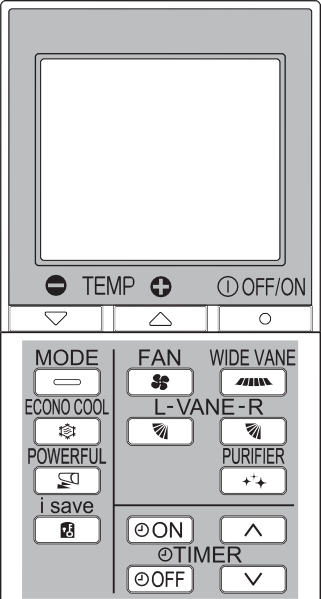 TEMP OFF/ON
MODE FAN WIDE VANE
ECONO COOL L-VANE-R
POWERFUL PURIFIER
i save
ON
TIMER
OFF